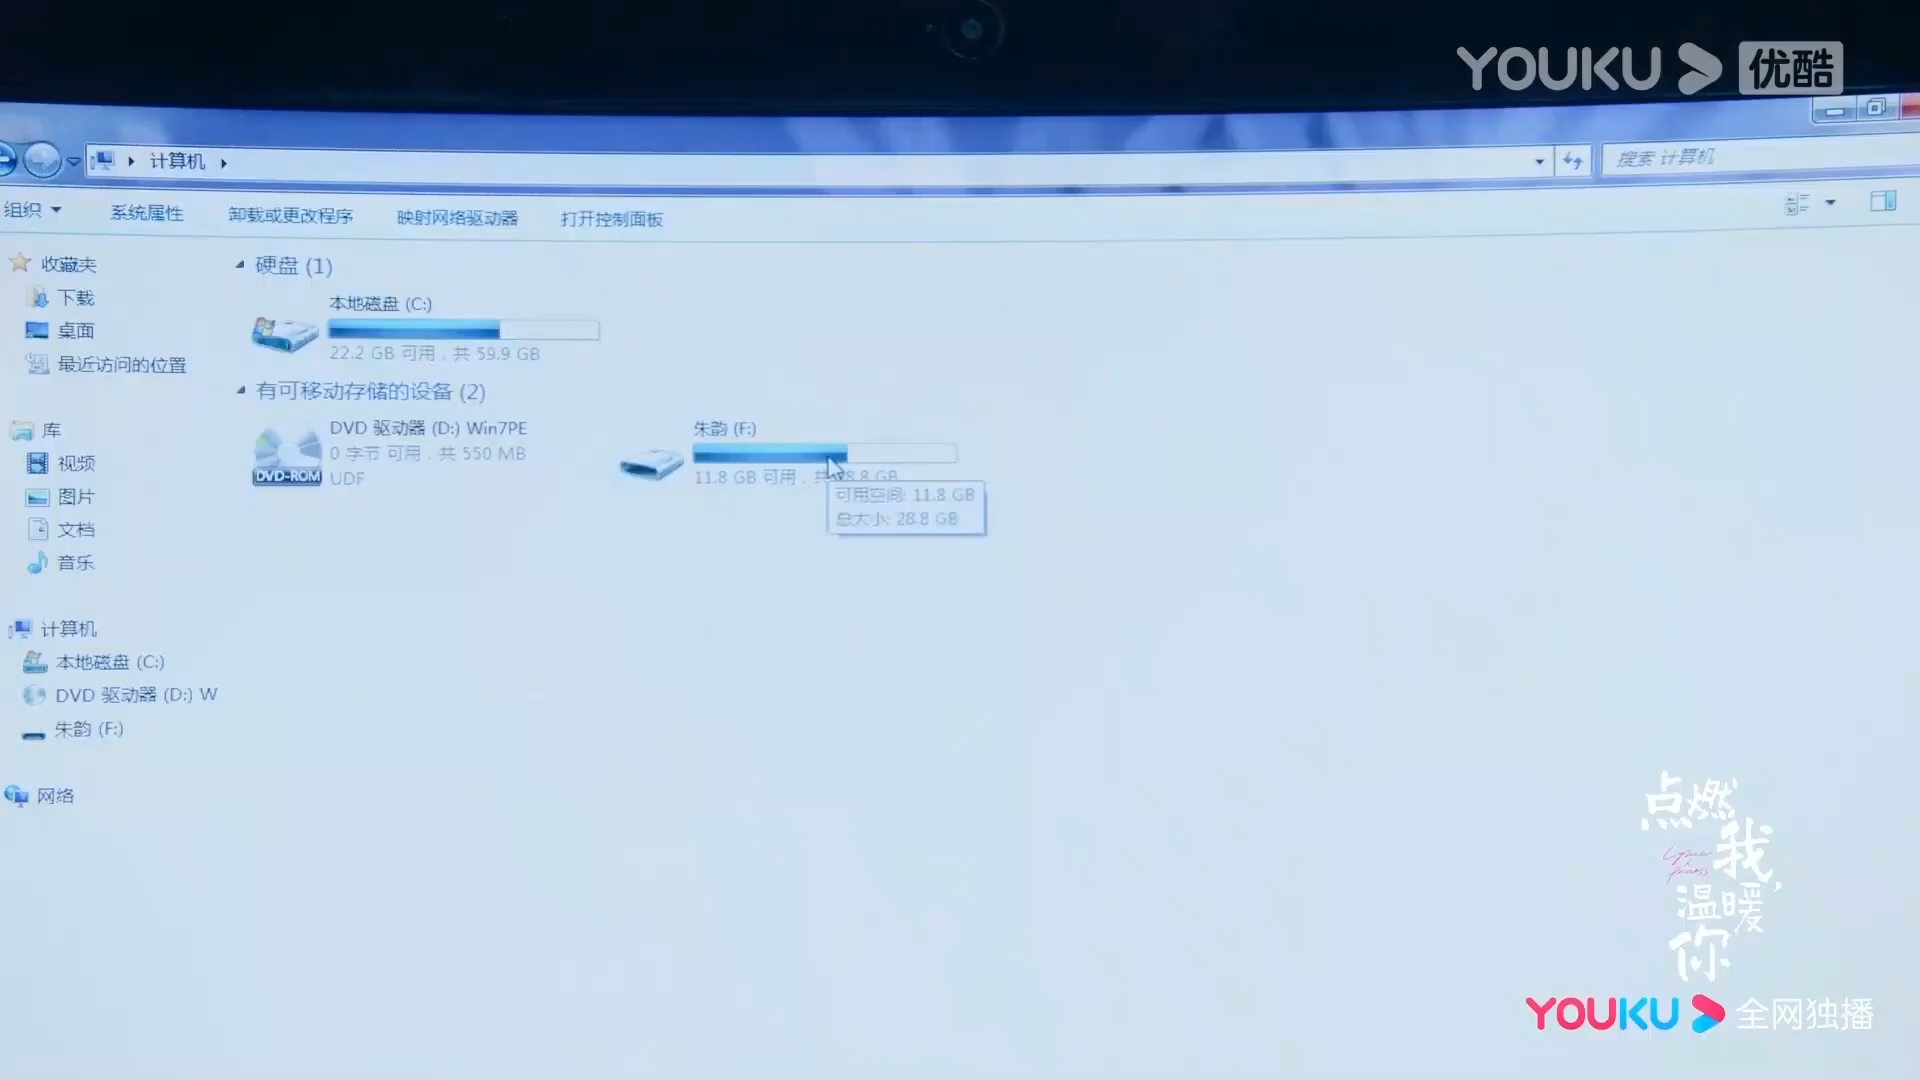 YOUKU 优酷
计算机
搜索 计算机
组织 系统属性 卸载或更改程序 映射网络驱动器 打开控制面板
收藏夹
下载
桌面
最近访问的位置
库
视频
图片
文档
音乐
计算机
本地磁盘 (C:)
DVD 驱动器 (D:) W
朱韵 (F:)
网络
硬盘 (1)
本地磁盘 (C:)
22.2 GB 可用，共 59.9 GB
有可移动存储的设备 (2)
DVD 驱动器 (D:) Win7PE
0 字节 可用，共 550 MB
UDF
DVD-ROM
朱韵 (F:)
11.8 GB 可用，共 28.8 GB
可用空间: 11.8 GB
总大小: 28.8 GB
点燃
我,
温暖
你
YOUKU 全网独播